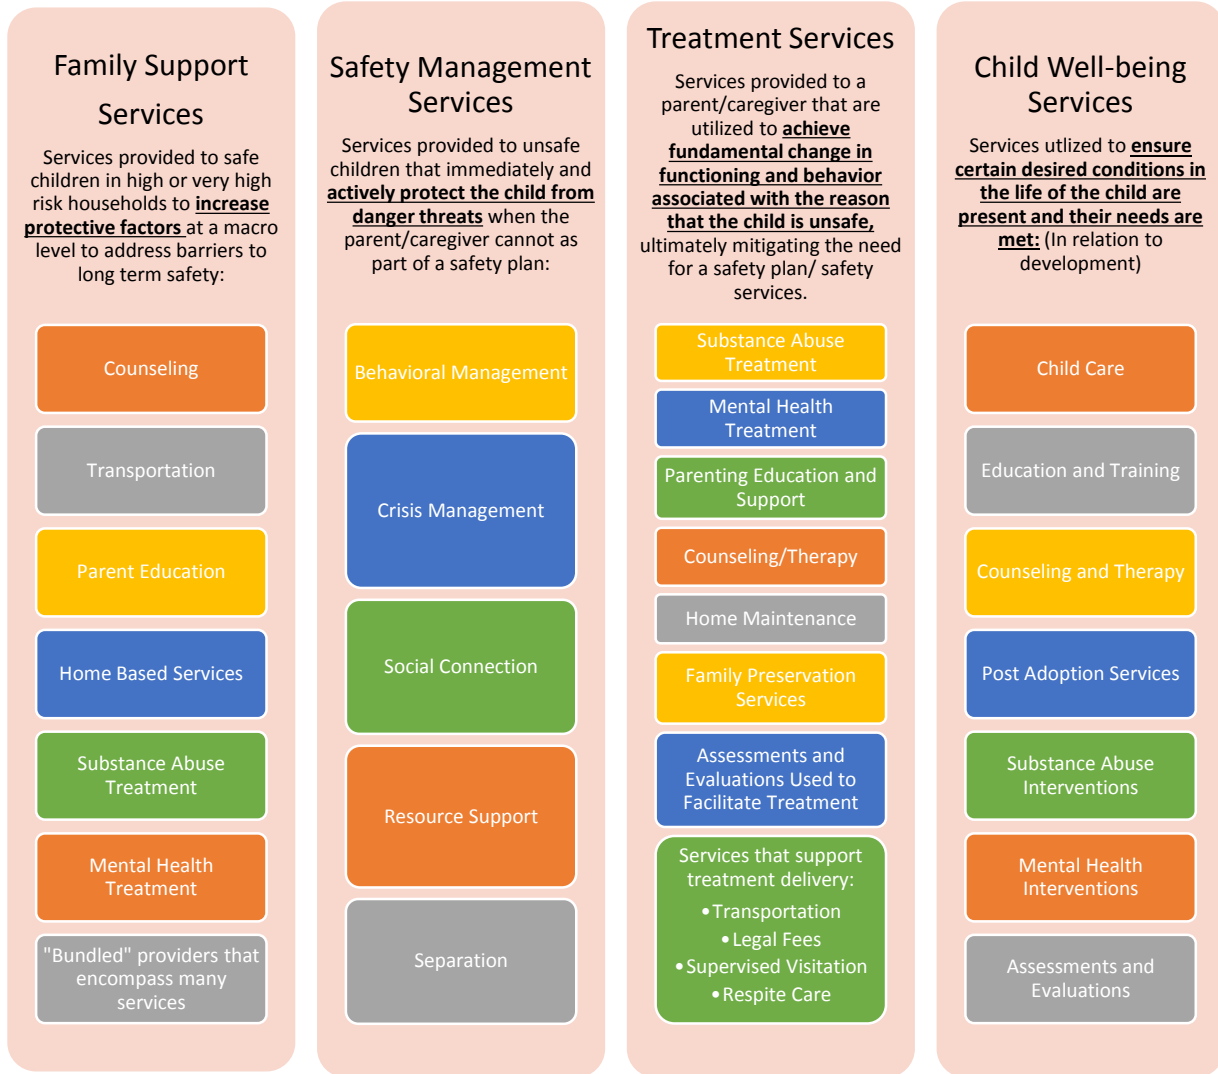 Family Support
Services
Services provided to safe
children in high or very high
risk households to increase
protective factors at a macro
level to address barriers to
long term safety:
Counseling
Transportation
Parent Education
Home Based Services
Substance Abuse
Treatment
Mental Health
Treatment
"Bundled" providers that
encompass many
services
Safety Management
Services
Services provided to unsafe
children that immediately and
actively protect the child from
danger threats when the
parent/caregiver cannot as
part of a safety plan:
Behavioral Management
Crisis Management
Social Connection
Resource Support
Separation
Treatment Services
Services provided to a
parent/caregiver that are
utilized to achieve
fundamental change in
functioning and behavior
associated with the reason
that the child is unsafe,
ultimately mitigating the need
for a safety plan/ safety
services.
Substance Abuse
Treatment
Mental Health
Treatment
Parenting Education and
Support
Counseling/Therapy
Home Maintenance
Family Preservation
Services
Assessments and
Evaluations Used to
Facilitate Treatment
Services that support
treatment delivery:
•Transportation
•Legal Fees
•Supervised Visitation
•Respite Care
Child Well-being
Services
Services utlized to ensure
certain desired conditions in
the life of the child are
present and their needs are
met: (In relation to
development)
Child Care
Education and Training
Counseling and Therapy
Post Adoption Services
Substance Abuse
Interventions
Mental Health
Interventions
Assessments and
Evaluations